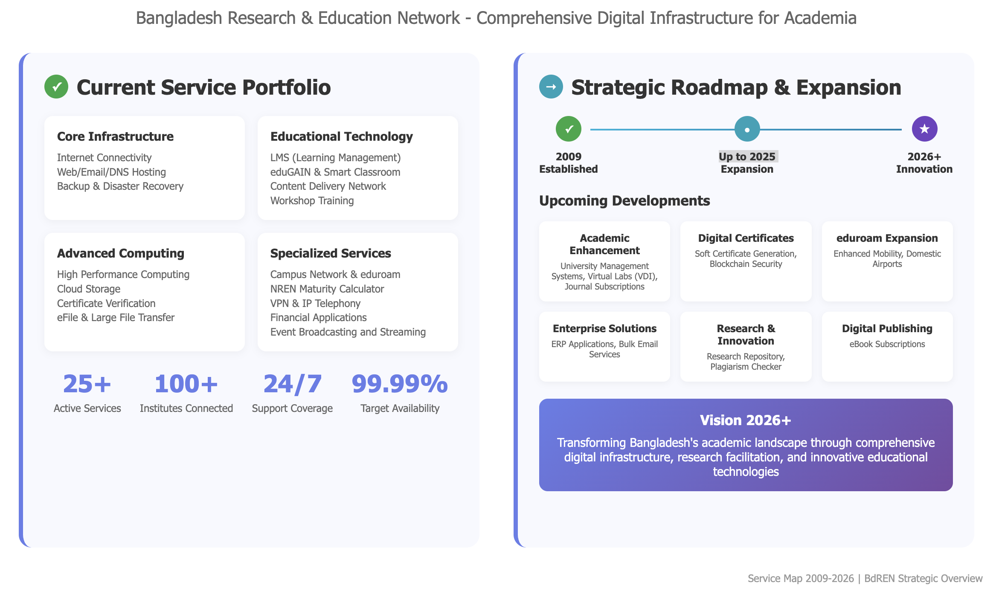 Bangladesh Research & Education Network - Comprehensive Digital Infrastructure for Academia
✔ Current Service Portfolio
Core Infrastructure
Internet Connectivity
Web/Email/DNS Hosting
Backup & Disaster Recovery
Educational Technology
LMS (Learning Management)
eduGAIN & Smart Classroom
Content Delivery Network
Workshop Training
Advanced Computing
High Performance Computing
Cloud Storage
Certificate Verification
eFile & Large File Transfer
Specialized Services
Campus Network & eduroam
NREN Maturity Calculator
VPN & IP Telephony
Financial Applications
Event Broadcasting and Streaming
25+
Active Services
100+
Institutes Connected
24/7
Support Coverage
99.99%
Target Availability
→ Strategic Roadmap & Expansion
✔
2009
Established
●
Up to 2025
Expansion
★
2026+
Innovation
Upcoming Developments
Academic
Enhancement
University Management
Systems, Virtual Labs (VDI),
Journal Subscriptions
Digital Certificates
Soft Certificate Generation,
Blockchain Security
eduroam Expansion
Enhanced Mobility, Domestic
Airports
Enterprise Solutions
ERP Applications, Bulk Email
Services
Research &
Innovation
Research Repository,
Plagiarism Checker
Digital Publishing
eBook Subscriptions
Vision 2026+
Transforming Bangladesh's academic landscape through comprehensive
digital infrastructure, research facilitation, and innovative educational
technologies
Service Map 2009-2026 | BdREN Strategic Overview